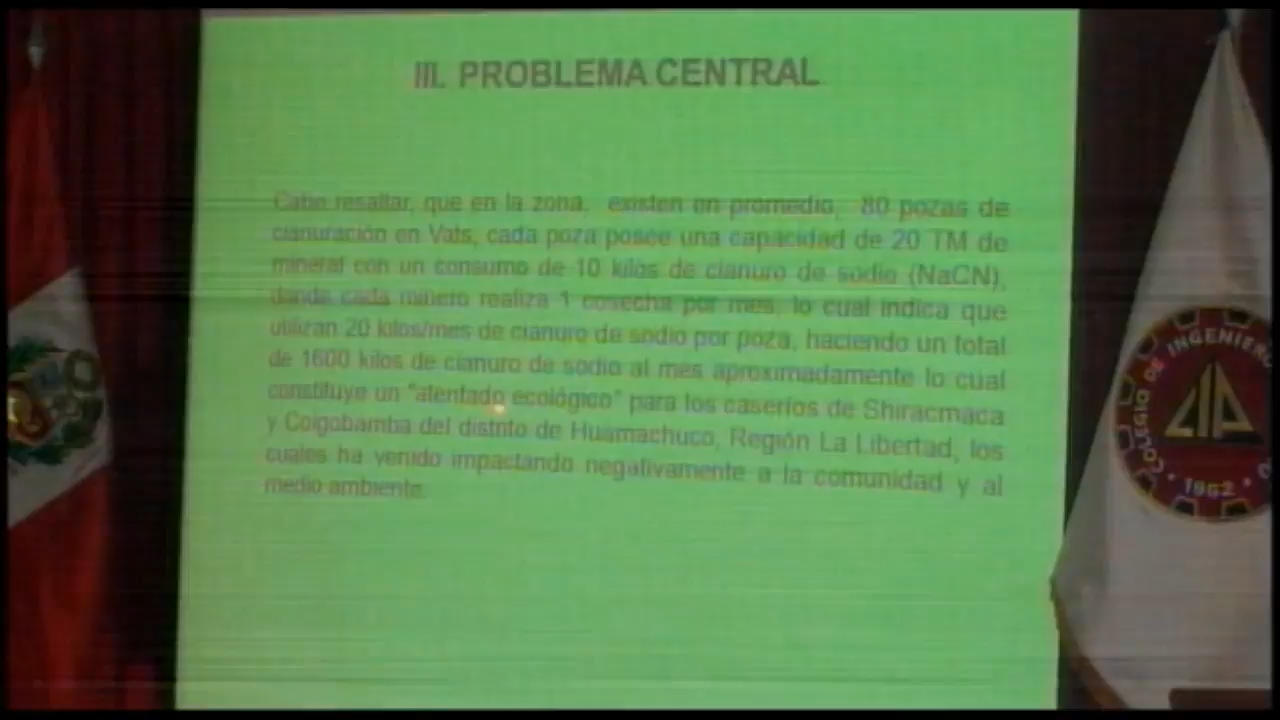 III. PROBLEMA CENTRAL
Cabe resaltar, que en la zona, existen en promedio, 80 pozas de
cianuración en Vats, cada poza posee una capacidad de 20 TM de
mineral con un consumo de 10 kilos de cianuro de sodio (NaCN),
donde cada minero realiza 1 cosecha por mes, lo cual indica que
utilizan 20 kilos/mes de cianuro de sodio por poza, haciendo un total
de 1600 kilos de cianuro de sodio al mes aproximadamente lo cual
constituye un "atentado ecológico" para los caseríos de Shiracmaca
y Coigobamba del distrito de Huamachuco, Región La Libertad, los
cuales ha venido impactando negativamente a la comunidad y al
medio ambiente.
COLEGIO DE INGENIERO
CIP
1962